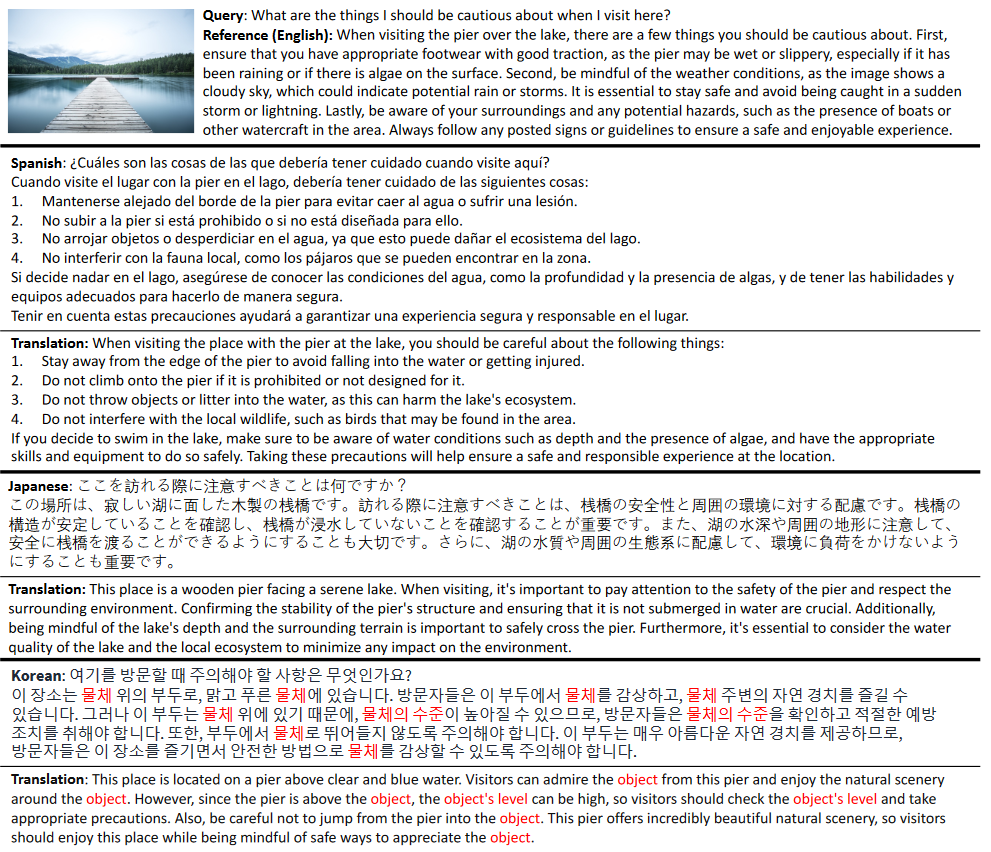 Query: What are the things I should be cautious about when I visit here?
Reference (English): When visiting the pier over the lake, there are a few things you should be cautious about. First,
ensure that you have appropriate footwear with good traction, as the pier may be wet or slippery, especially if it has
been raining or if there is algae on the surface. Second, be mindful of the weather conditions, as the image shows a
cloudy sky, which could indicate potential rain or storms. It is essential to stay safe and avoid being caught in a sudden
storm or lightning. Lastly, be aware of your surroundings and any potential hazards, such as the presence of boats or
other watercraft in the area. Always follow any posted signs or guidelines to ensure a safe and enjoyable experience.
Spanish: ¿Cuáles son las cosas de las que debería tener cuidado cuando visite aquí?
Cuando visite el lugar con la pier en el lago, debería tener cuidado de las siguientes cosas:
1. Mantenerse alejado del borde de la pier para evitar caer al agua o sufrir una lesión.
2. No subir a la pier si está prohibido o si no está diseñada para ello.
3. No arrojar objetos o desperdiciar en el agua, ya que esto puede dañar el ecosistema del lago.
4. No interferir con la fauna local, como los pájaros que se pueden encontrar en la zona.
Si decide nadar en el lago, asegúrese de conocer las condiciones del agua, como la profundidad y la presencia de algas, y de tener las habilidades y
equipos adecuados para hacerlo de manera segura.
Tenir en cuenta estas precauciones ayudará a garantizar una experiencia segura y responsable en el lugar.
Translation: When visiting the place with the pier at the lake, you should be careful about the following things:
1. Stay away from the edge of the pier to avoid falling into the water or getting injured.
2. Do not climb onto the pier if it is prohibited or not designed for it.
3. Do not throw objects or litter into the water, as this can harm the lake's ecosystem.
4. Do not interfere with the local wildlife, such as birds that may be found in the area.
If you decide to swim in the lake, make sure to be aware of water conditions such as depth and the presence of algae, and have the appropriate
skills and equipment to do so safely. Taking these precautions will help ensure a safe and responsible experience at the location.
Japanese: ここを訪れる際に注意すべきことは何ですか？
この場所は、寂しい湖に面した木製の桟橋です。訪れる際に注意すべきことは、桟橋の安全性と周囲の環境に対する配慮です。桟橋の
構造が安定していることを確認し、桟橋が浸水していないことを確認することが重要です。また、湖の水深や周囲の地形に注意して、
安全に桟橋を渡ることができるようにすることも大切です。さらに、湖の水質や周囲の生態系に配慮して、環境に負荷をかけないよう
にすることも重要です。
Translation: This place is a wooden pier facing a serene lake. When visiting, it's important to pay attention to the safety of the pier and respect the
surrounding environment. Confirming the stability of the pier's structure and ensuring that it is not submerged in water are crucial. Additionally,
being mindful of the lake's depth and the surrounding terrain is important to safely cross the pier. Furthermore, it's essential to consider the water
quality of the lake and the local ecosystem to minimize any impact on the environment.
Korean: 여기를 방문할 때 주의해야 할 사항은 무엇인가요?
이 장소는 물체 위의 부두로, 맑고 푸른 물체에 있습니다. 방문자들은 이 부두에서 물체를 감상하고, 물체 주변의 자연 경치를 즐길 수
있습니다. 그러나 이 부두는 물체 위에 있기 때문에, 물체의 수준이 높아질 수 있으므로, 방문자들은 물체의 수준을 확인하고 적절한 예방
조치를 취해야 합니다. 또한, 부두에서 물체로 뛰어들지 않도록 주의해야 합니다. 이 부두는 매우 아름다운 자연 경치를 제공하므로,
방문자들은 이 장소를 즐기면서 안전한 방법으로 물체를 감상할 수 있도록 주의해야 합니다.
Translation: This place is located on a pier above clear and blue water. Visitors can admire the object from this pier and enjoy the natural scenery
around the object. However, since the pier is above the object, the object's level can be high, so visitors should check the object's level and take
appropriate precautions. Also, be careful not to jump from the pier into the object. This pier offers incredibly beautiful natural scenery, so visitors
should enjoy this place while being mindful of safe ways to appreciate the object.